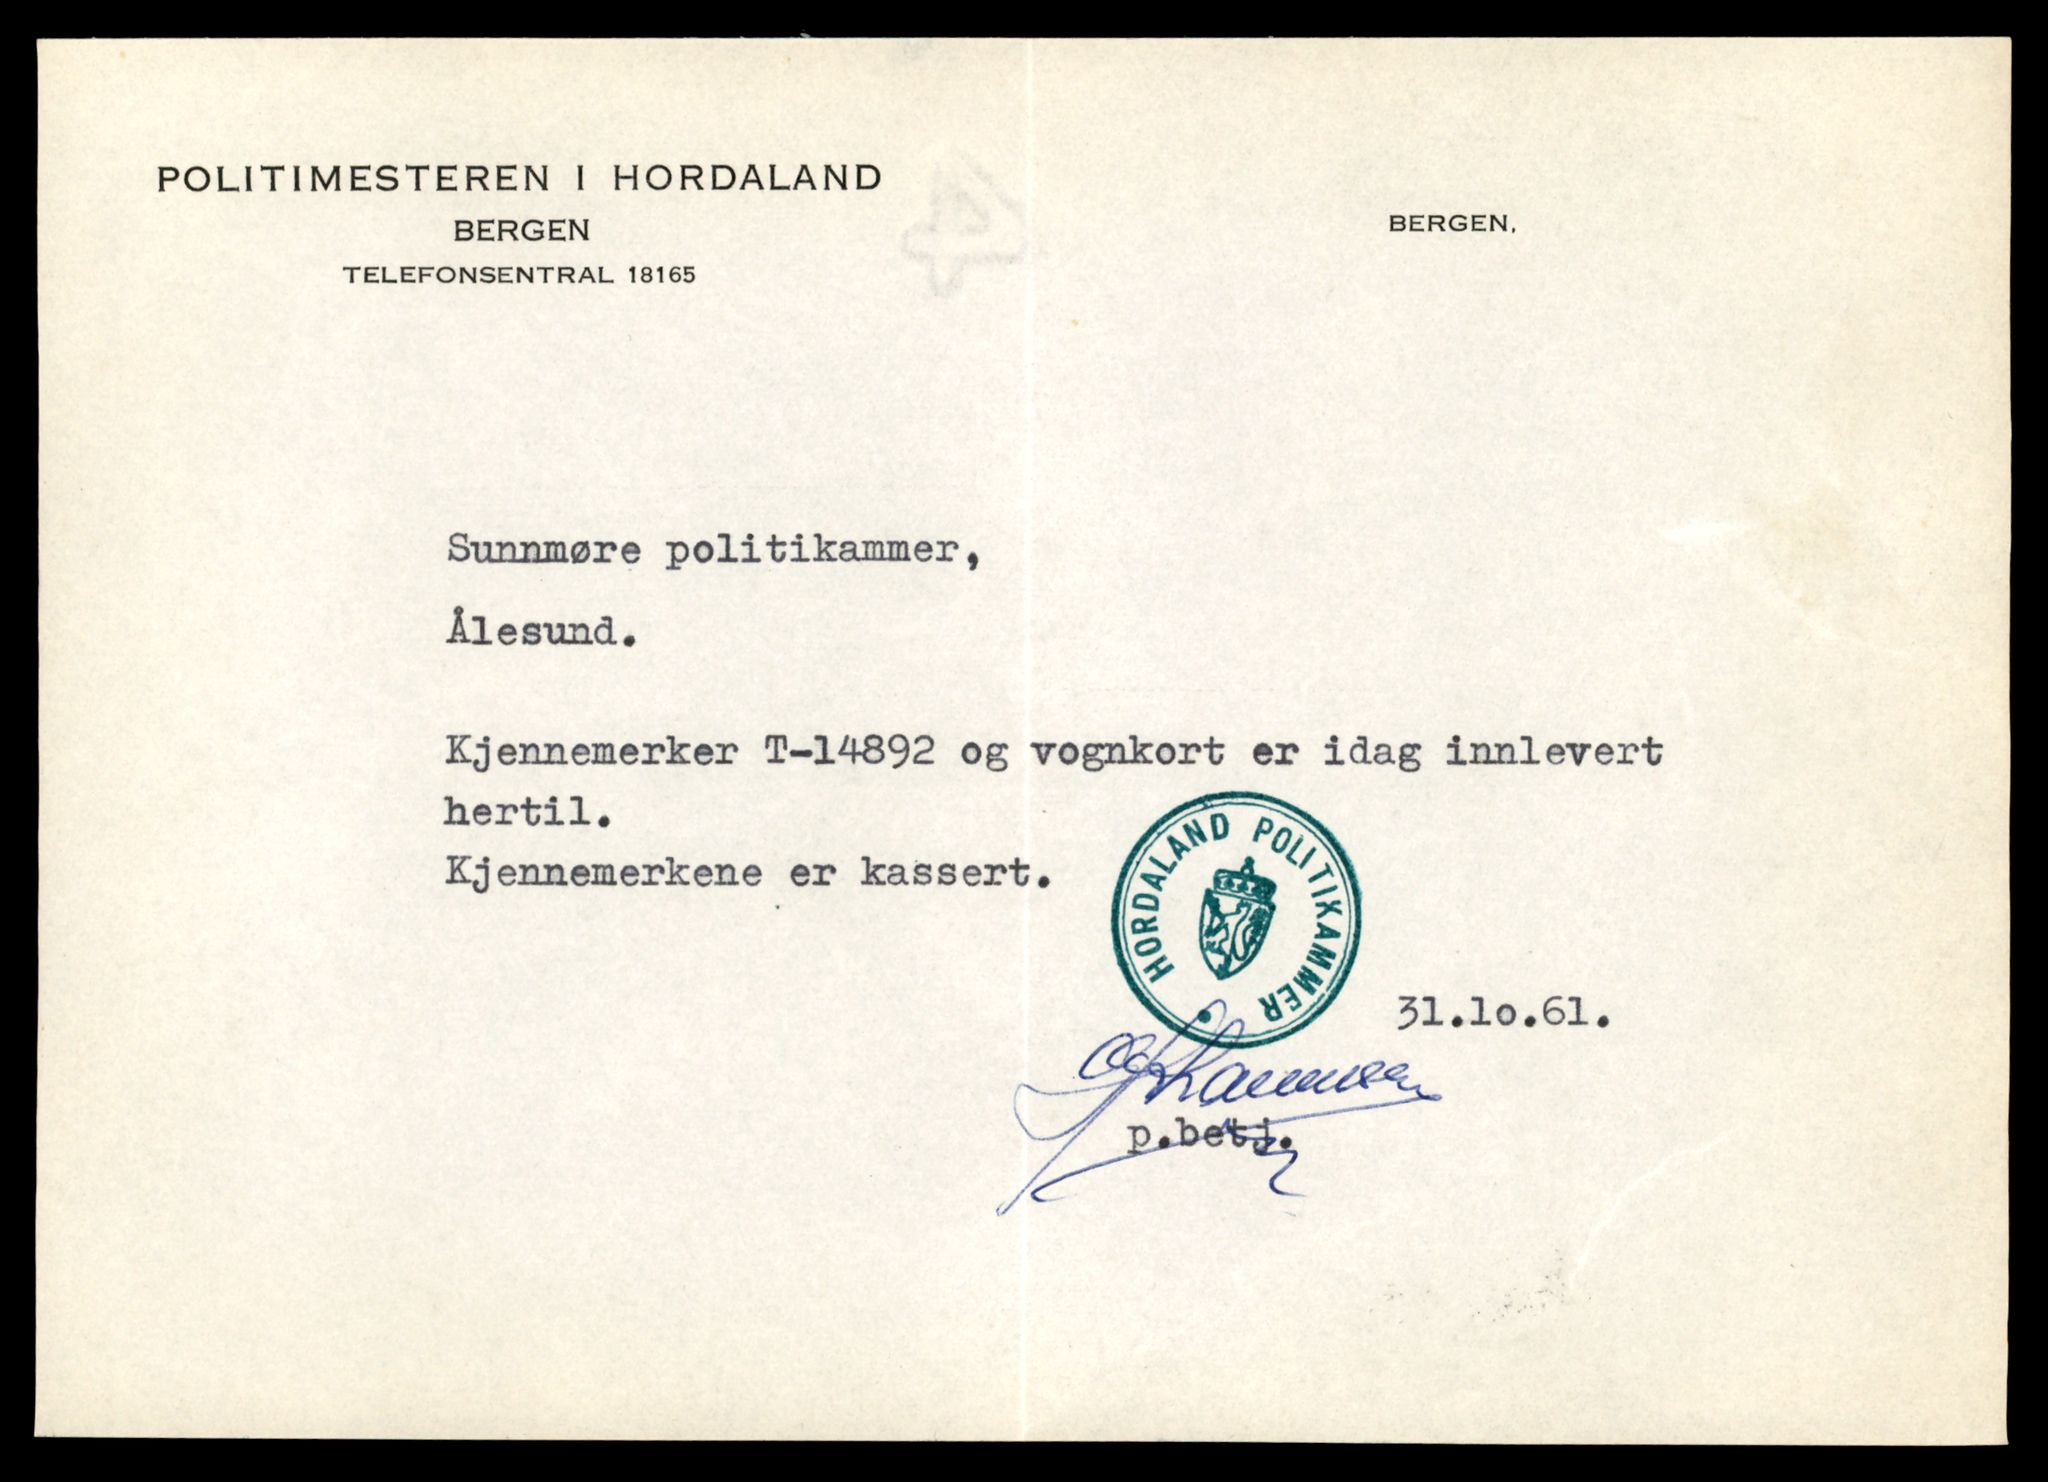 POLITIMESTEREN I HORDALAND
BERGEN
TELEFONSENTRAL 18165
BERGEN,
Sunnmøre politikammer,
Ålesund.
Kjennemerker T-14892 og vognkort er idag innlevert
hertil.
Kjennemerkene er kassert.
HORDALAND POLITIKAMMER
31.10.61.
p.betj.